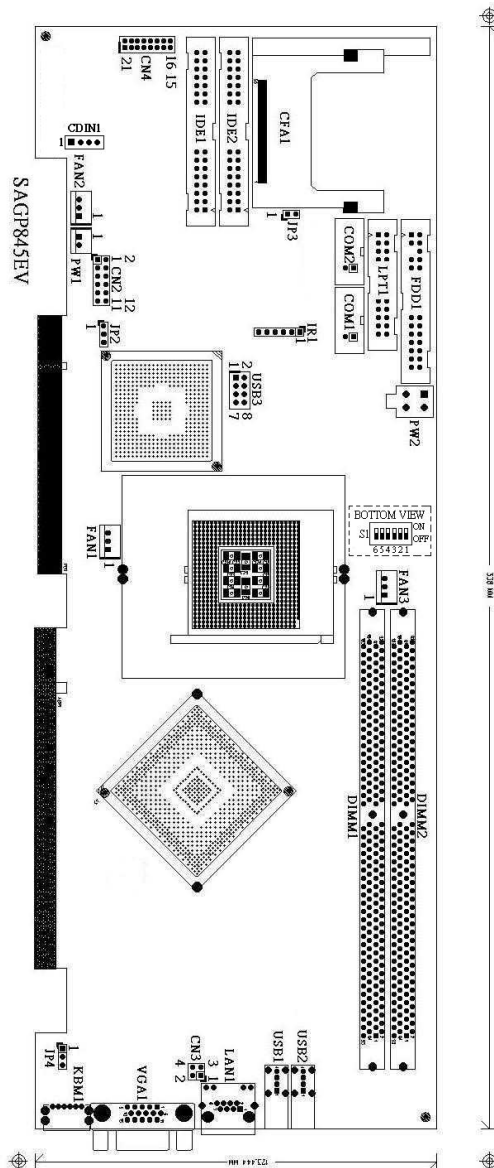 16 15
CN4
21
IDE1
IDE2
CFA1
CDIN1
1
FAN2
1
1
PW1
SAGP845EV
2
1
CN2
12
11
JP3
1
COM2
COM1
LPT1
FDD1
JP2
1
IR1
1
2
1
USB3
8
7
PW2
BOTTOM VIEW
S1
ON
OFF
654321
FAN1
1
FAN3
1
DIMM1
DIMM2
1
JP4
KBM1
VGA1
CN3
4 2
3 1
LAN1
USB1
USB2